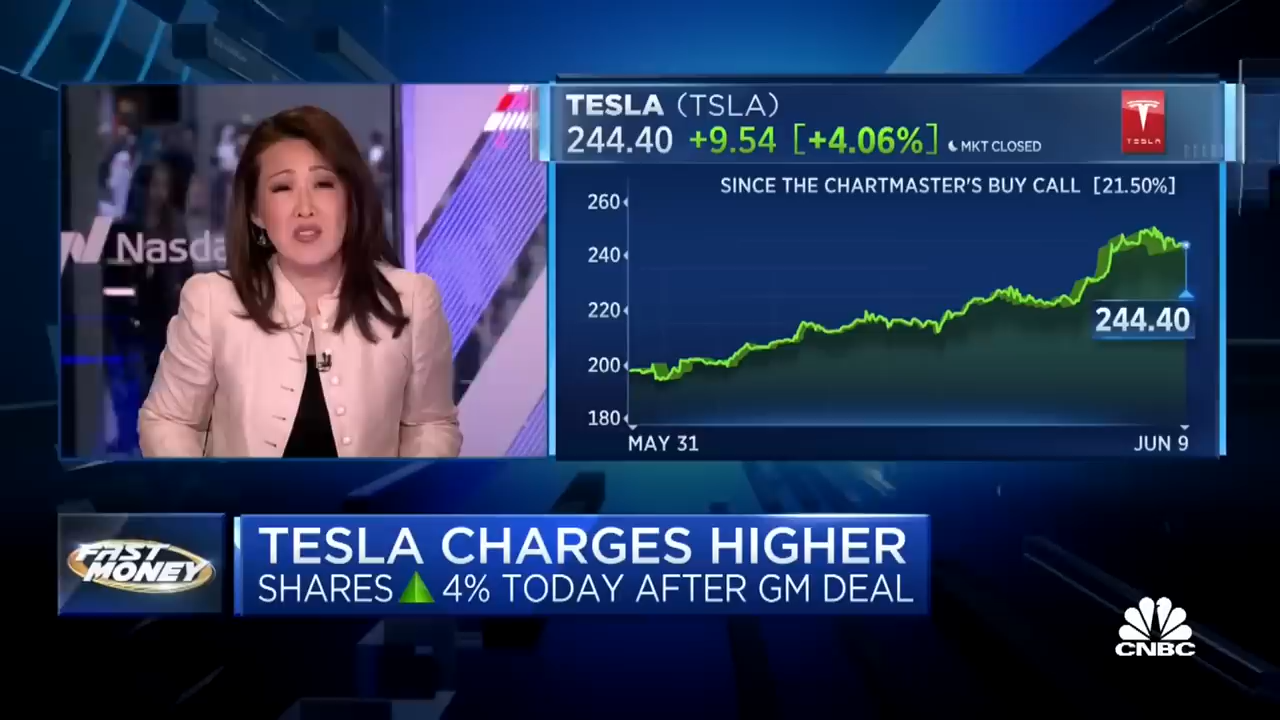 Nasda
TESLA (TSLA)
244.40 +9.54 [+4.06%] MKT CLOSED
TESLA
SINCE THE CHARTMASTER'S BUY CALL [21.50%]
260
240
220
200
180
244.40
MAY 31 JUN 9
FAST
MONEY
TESLA CHARGES HIGHER
SHARES 4% TODAY AFTER GM DEAL
CNBC